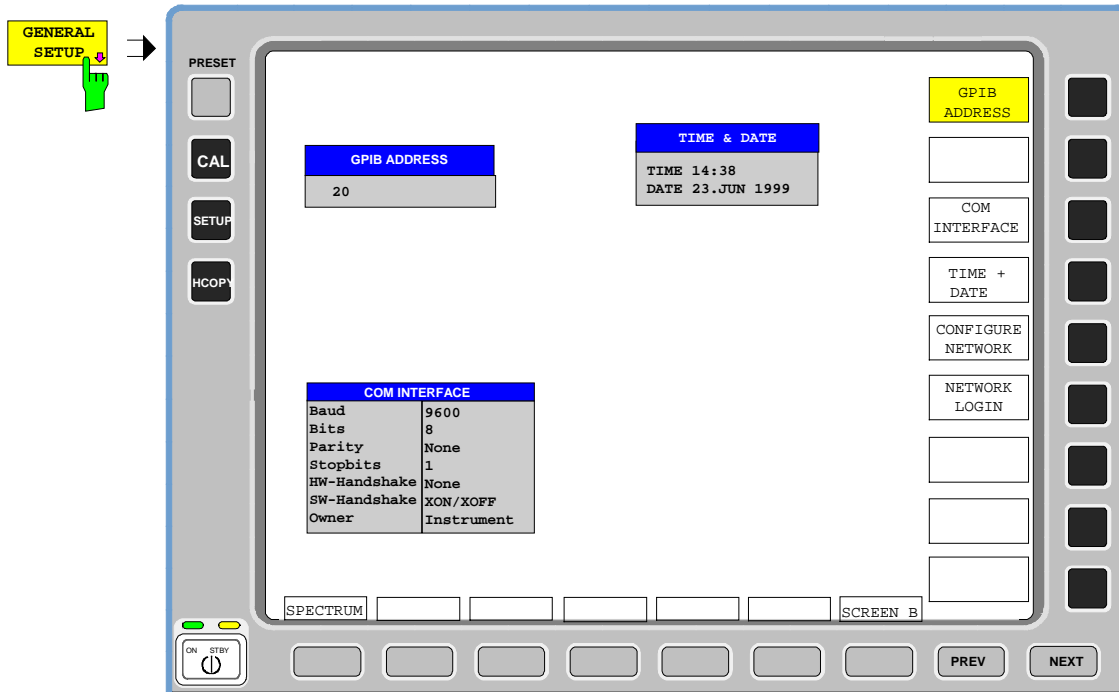 GENERAL
SETUP
PRESET
CAL
SETUP
HCOPY
GPIB ADDRESS
20
TIME & DATE
TIME 14:38
DATE 23.JUN 1999
COM INTERFACE
Baud 9600
Bits 8
Parity None
Stopbits 1
HW-Handshake None
SW-Handshake XON/XOFF
Owner Instrument
GPIB
ADDRESS
COM
INTERFACE
TIME +
DATE
CONFIGURE
NETWORK
NETWORK
LOGIN
SPECTRUM
SCREEN B
ON STBY
PREV
NEXT